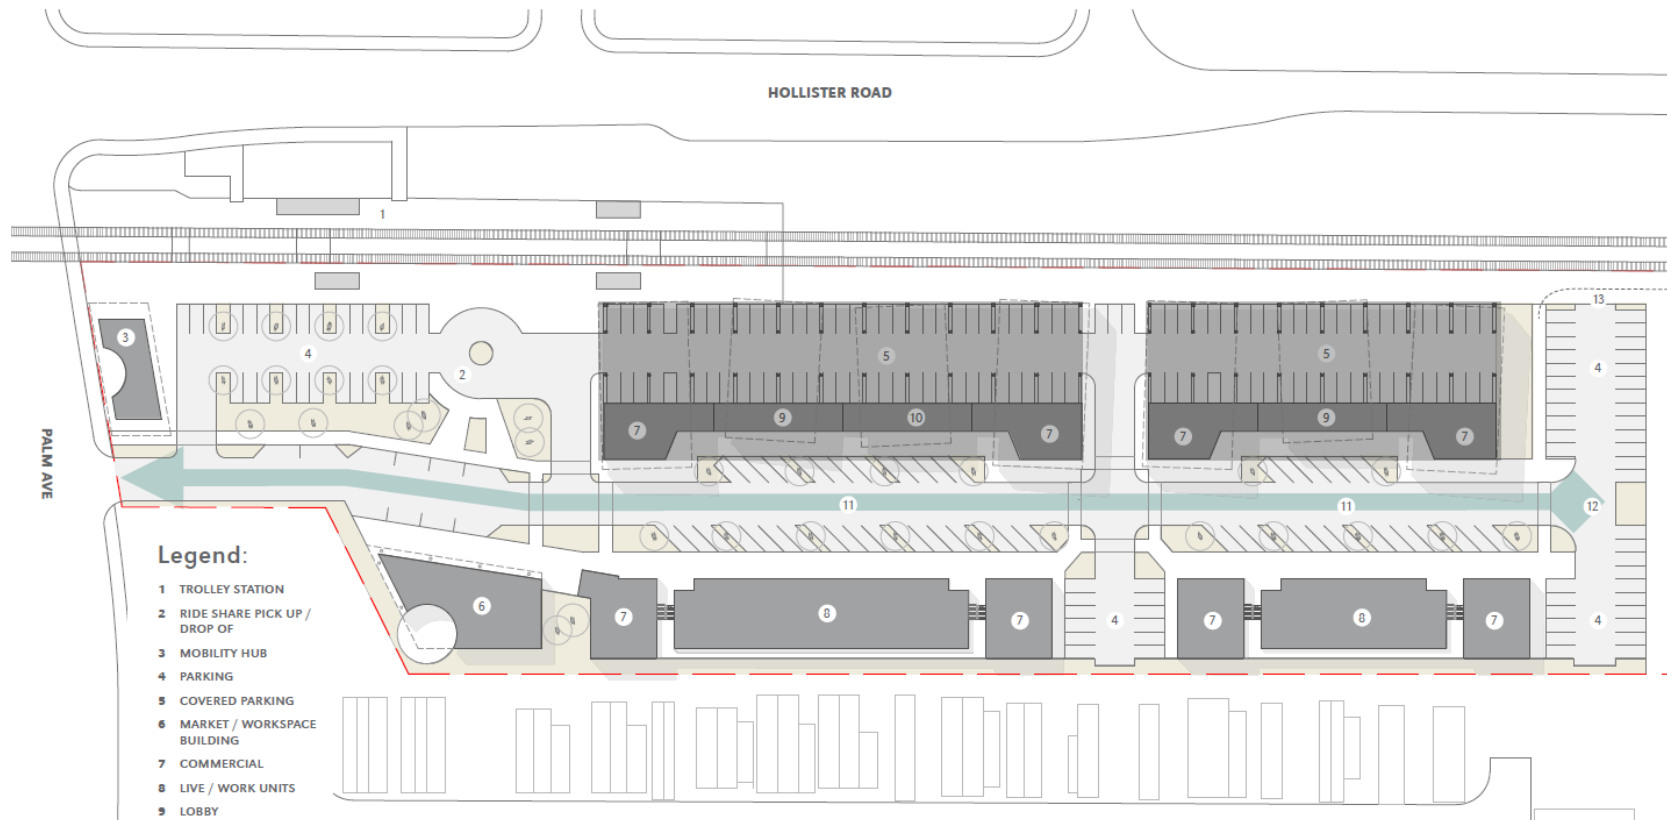 HOLLISTER ROAD
1
13
3
4
2
5
5
4
7
9
10
7
7
9
7
PALM AVE
11
11
12
Legend:
1 TROLLEY STATION
2 RIDE SHARE PICK UP /
DROP OF
3 MOBILITY HUB
4 PARKING
5 COVERED PARKING
6 MARKET / WORKSPACE
BUILDING
7 COMMERCIAL
8 LIVE / WORK UNITS
9 LOBBY
6
7
8
7
4
7
8
7
4